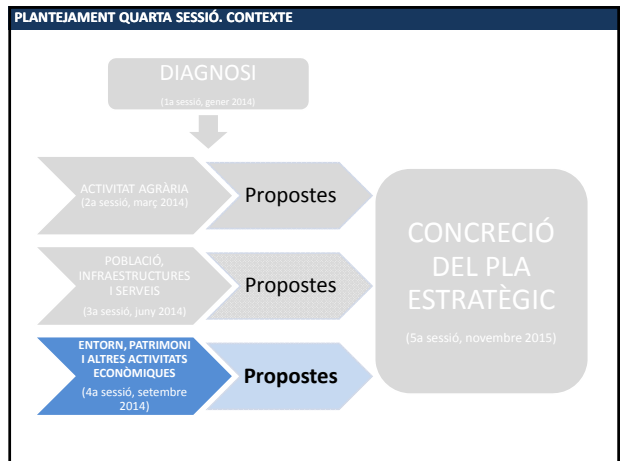 PLANTEJAMENT QUARTA SESSIÓ. CONTEXTE
DIAGNOSI
(1a sessió, gener 2014)
ACTIVITAT AGRÀRIA
(2a sessió, març 2014)
Propostes
POBLACIÓ,
INFRAESTRUCTURES
I SERVEIS
(3a sessió, juny 2014)
Propostes
ENTORN, PATRIMONI
I ALTRES ACTIVITATS
ECONÒMIQUES
(4a sessió, setembre
2014)
Propostes
CONCRECIÓ
DEL PLA
ESTRATÈGIC
(5a sessió, novembre 2015)